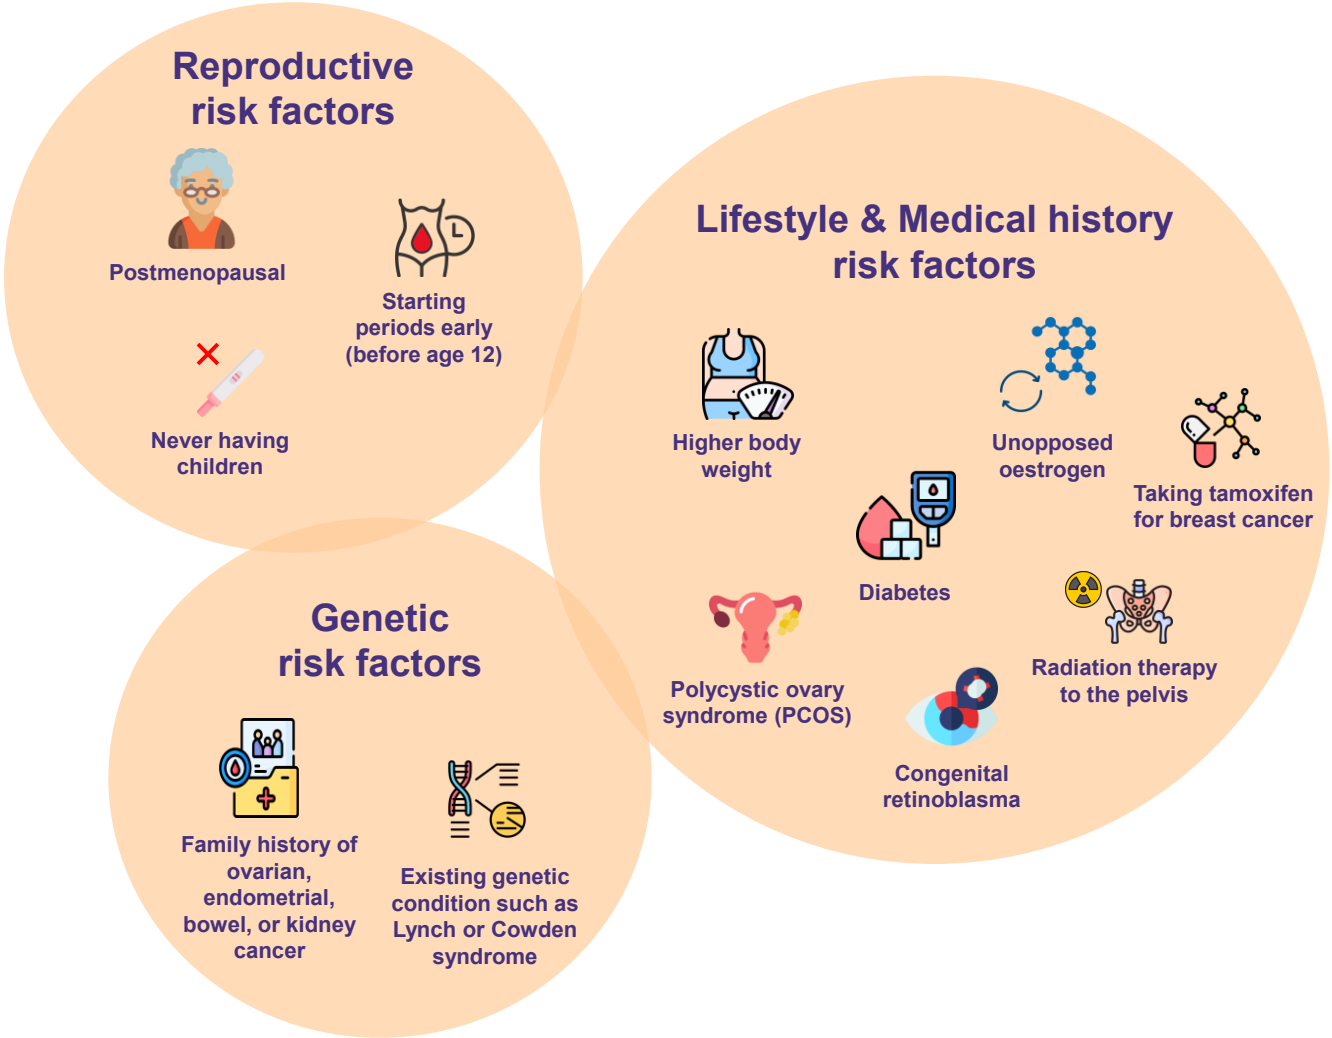 Reproductive
risk factors
Postmenopausal
Starting
periods early
(before age 12)
Never having
children
Lifestyle & Medical history
risk factors
Higher body
weight
Unopposed
oestrogen
Taking tamoxifen
for breast cancer
Diabetes
Polycystic ovary
syndrome (PCOS)
Radiation therapy
to the pelvis
Congenital
retinoblasma
Genetic
risk factors
Family history of
ovarian,
endometrial,
bowel, or kidney
cancer
Existing genetic
condition such as
Lynch or Cowden
syndrome